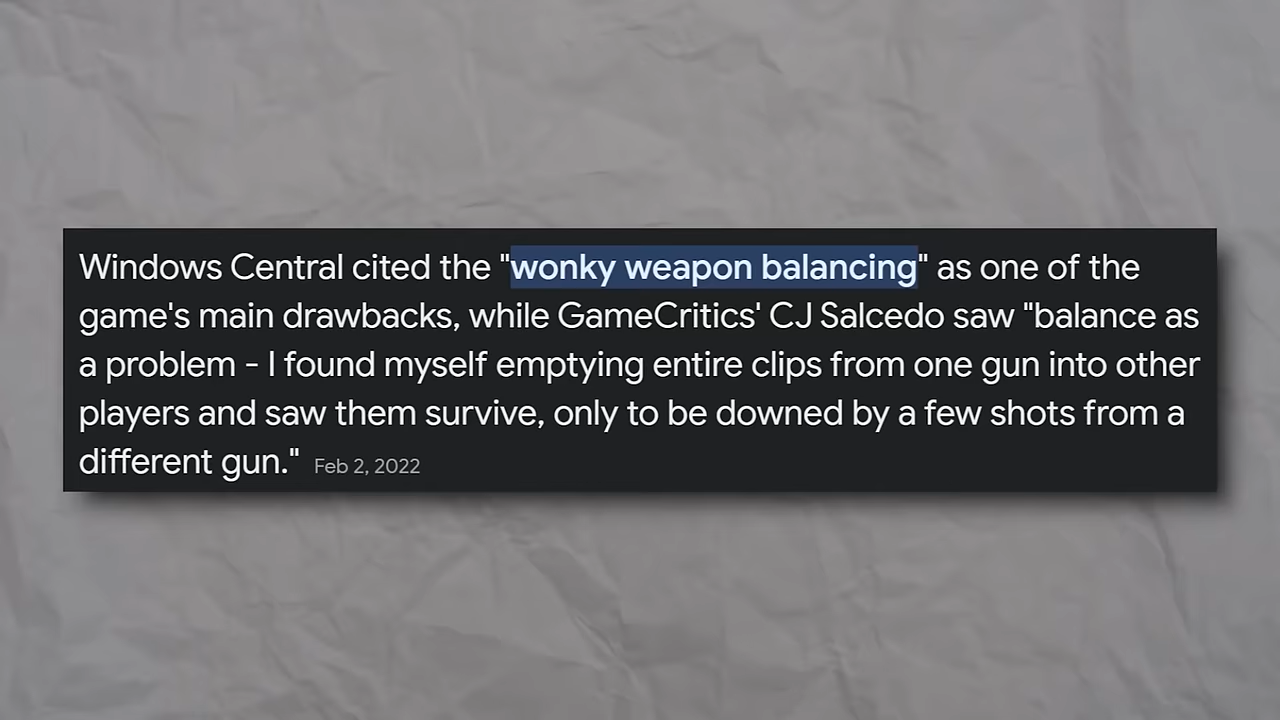 Windows Central cited the "wonky weapon balancing" as one of the
game's main drawbacks, while GameCritics' CJ Salcedo saw "balance as
a problem - I found myself emptying entire clips from one gun into other
players and saw them survive, only to be downed by a few shots from a
different gun." Feb 2, 2022